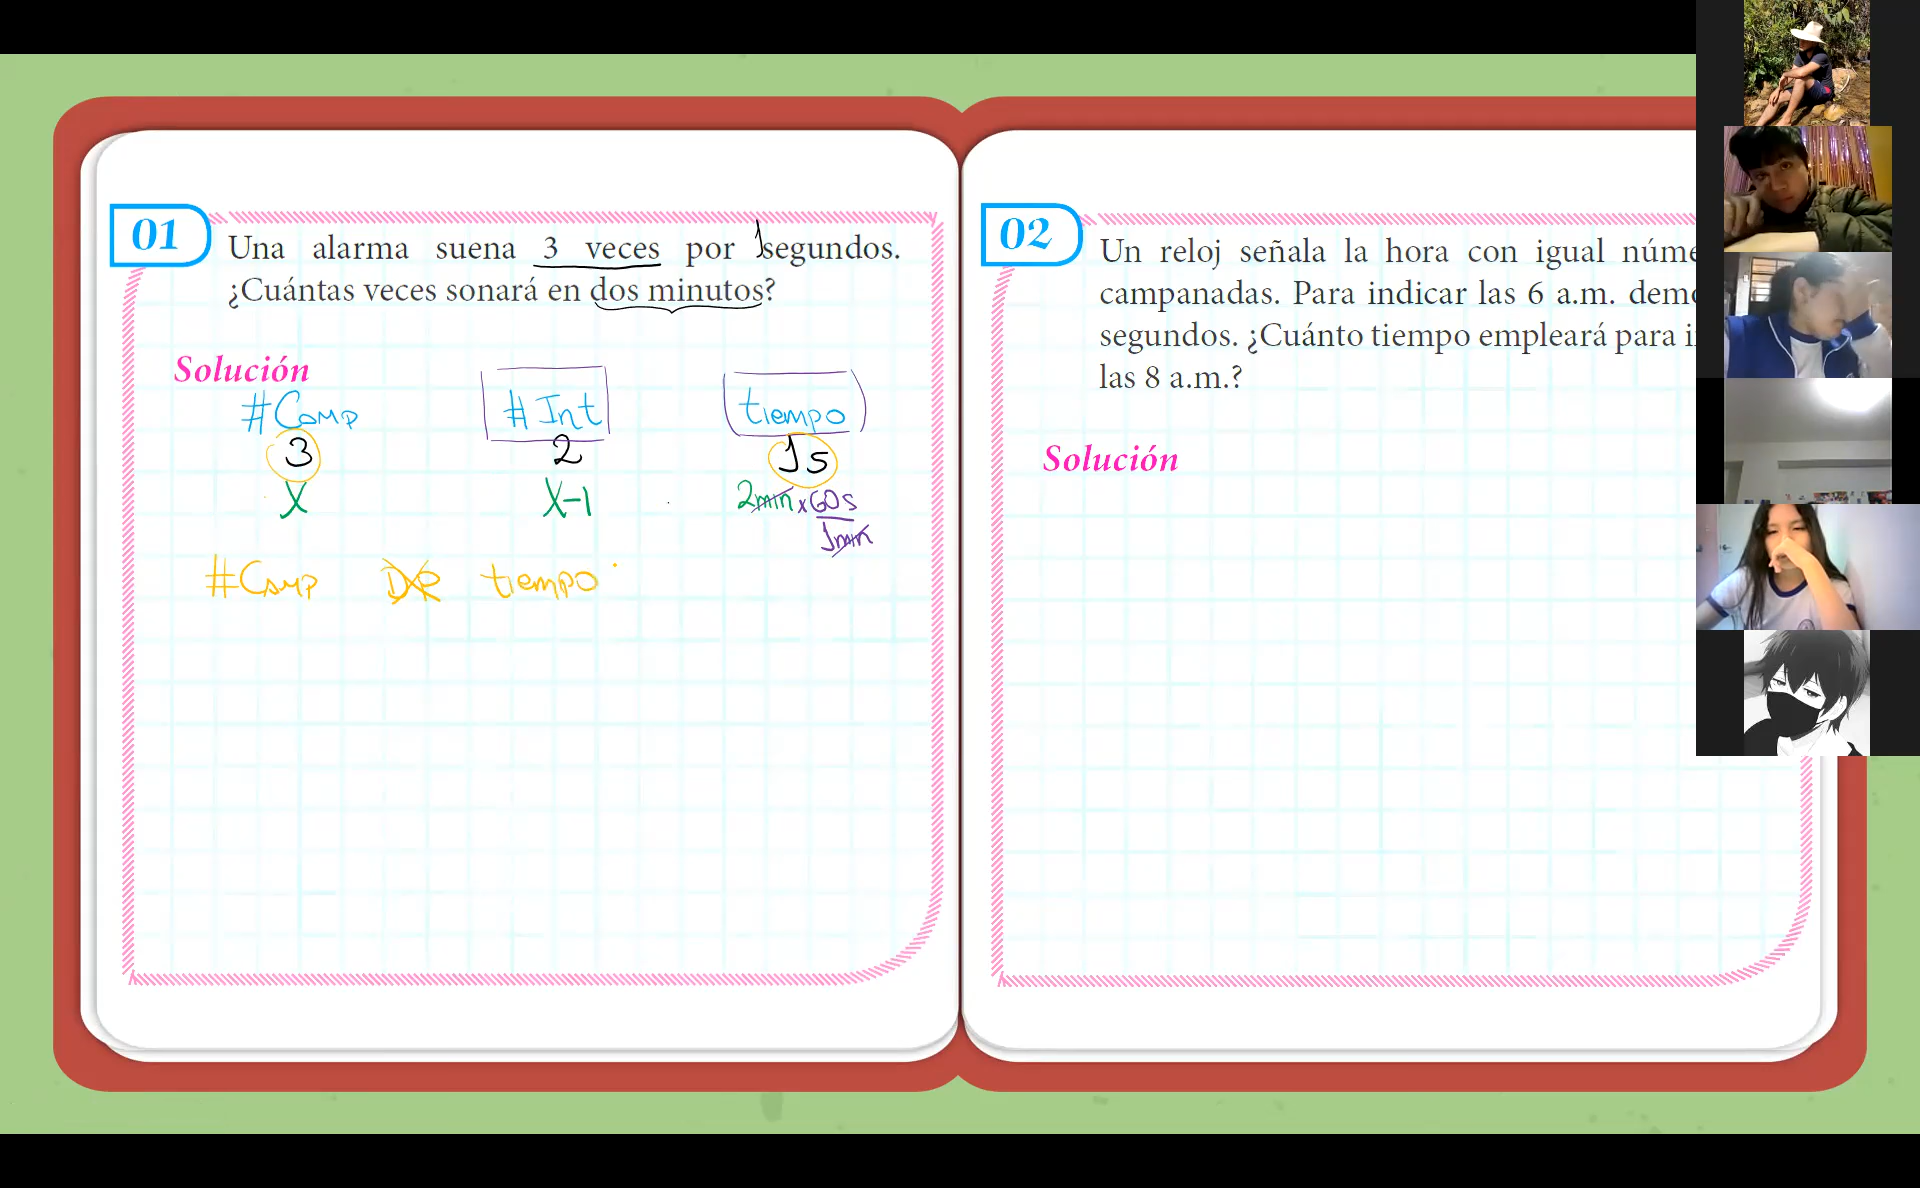 01
Una alarma suena 3 veces por 1 segundos.
¿Cuántas veces sonará en dos minutos?
Solución
#Camp #Int tiempo
3 2 1s
X X-1 2min x 60s
1min
#Camp DP tiempo
02
Un reloj señala la hora con igual núme
campanadas. Para indicar las 6 a.m. demo
segundos. ¿Cuánto tiempo empleará para i
las 8 a.m.?
Solución